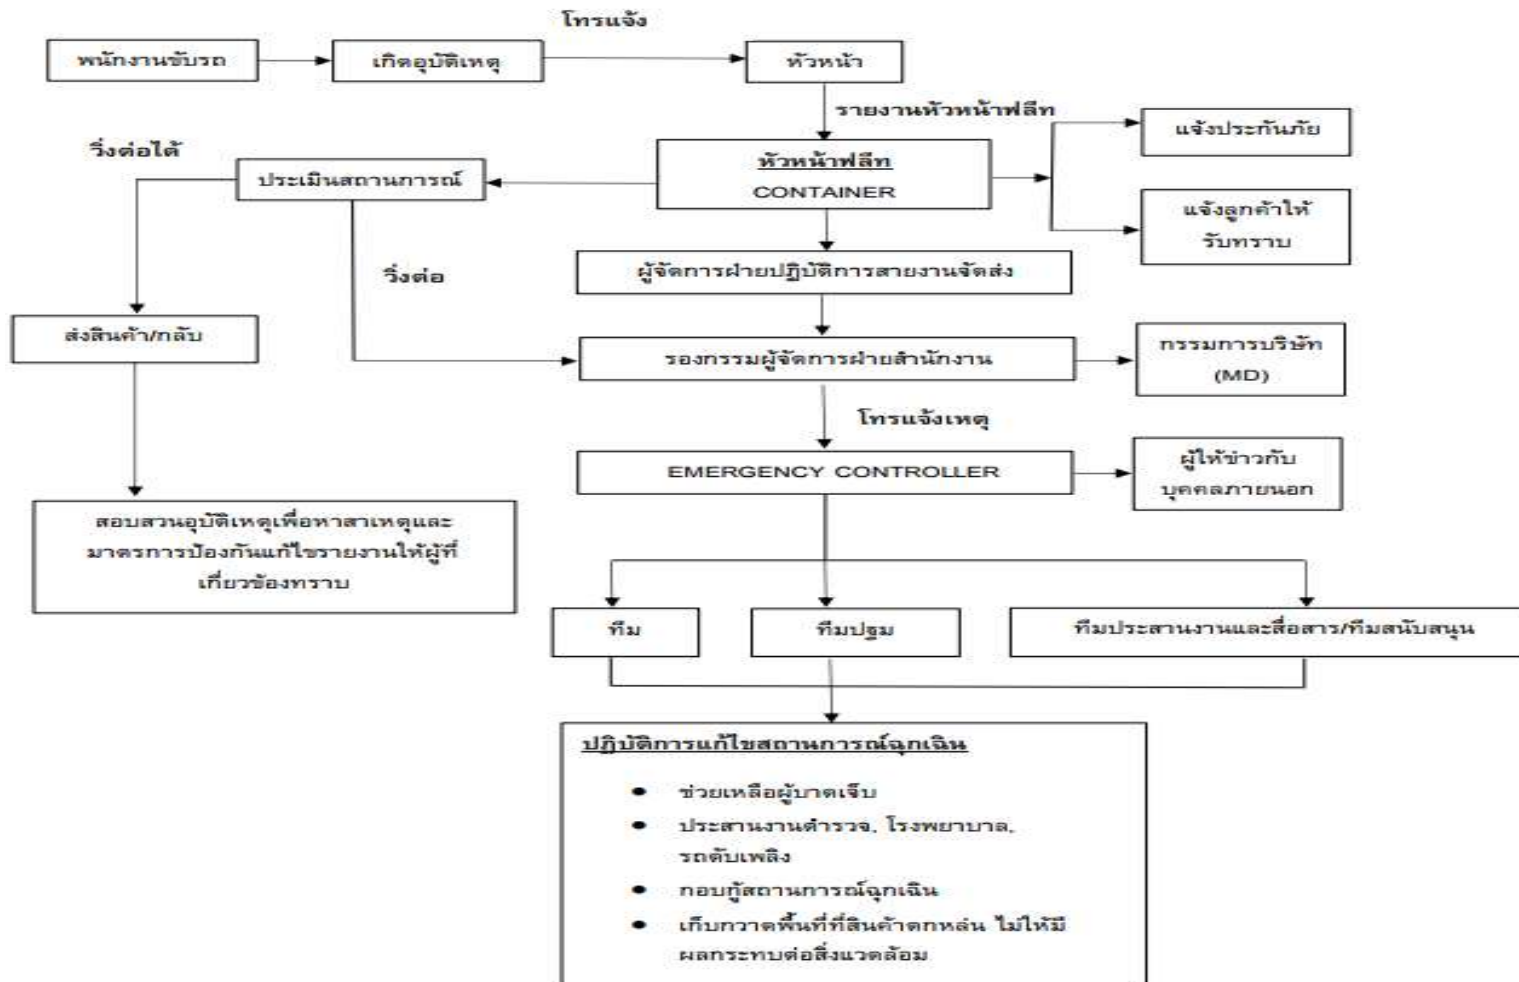 โทรแจ้ง
พนักงานขับรถ
เกิดอุบัติเหตุ
หัวหน้า
รายงานหัวหน้าฟลีท
แจ้งประกันภัย
วิ่งต่อได้
ประเมินสถานการณ์
หัวหน้าฟลีท
CONTAINER
แจ้งลูกค้าให้
รับทราบ
วิ่งต่อ
ผู้จัดการฝ่ายปฏิบัติการสายงานจัดส่ง
ส่งสินค้า/กลับ
รองกรรมผู้จัดการฝ่ายสำนักงาน
กรรมการบริษัท
(MD)
โทรแจ้งเหตุ
EMERGENCY CONTROLLER
ผู้ให้ข่าวกับ
บุคคลภายนอก
สอบสวนอุบัติเหตุเพื่อหาสาเหตุและ
มาตรการป้องกันแก้ไขรายงานให้ผู้ที่
เกี่ยวข้องทราบ
ทีม
ทีมปฐม
ทีมประสานงานและสื่อสาร/ทีมสนับสนุน
ปฏิบัติการแก้ไขสถานการณ์ฉุกเฉิน
● ช่วยเหลือผู้บาดเจ็บ
● ประสานงานตำรวจ, โรงพยาบาล,
รถดับเพลิง
● กอบกู้สถานการณ์ฉุกเฉิน
● เก็บกวาดพื้นที่ที่สินค้าตกหล่น ไม่ให้มี
ผลกระทบต่อสิ่งแวดล้อม